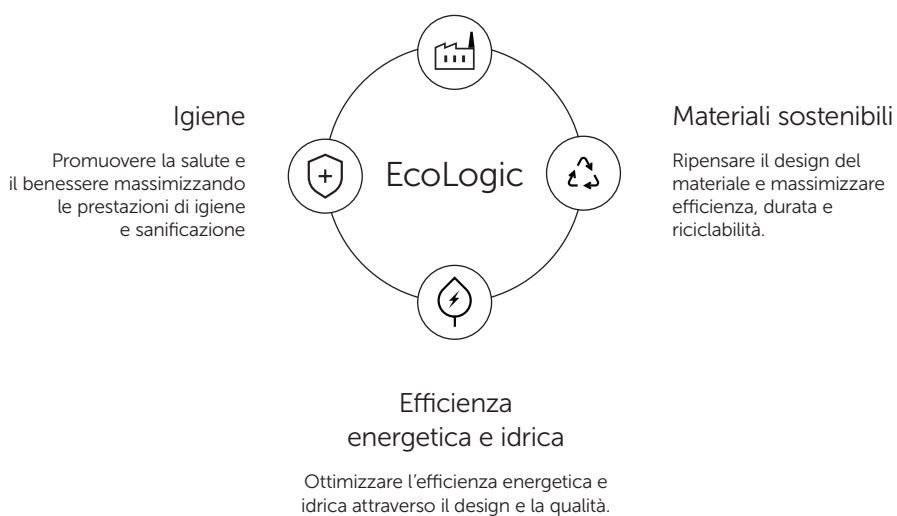 Igiene
Promuovere la salute e
il benessere massimizzando
le prestazioni di igiene
e sanificazione
EcoLogic
Materiali sostenibili
Ripensare il design del
materiale e massimizzare
efficienza, durata e
riciclabilità.
Efficienza
energetica e idrica
Ottimizzare l’efficienza energetica e
idrica attraverso il design e la qualità.